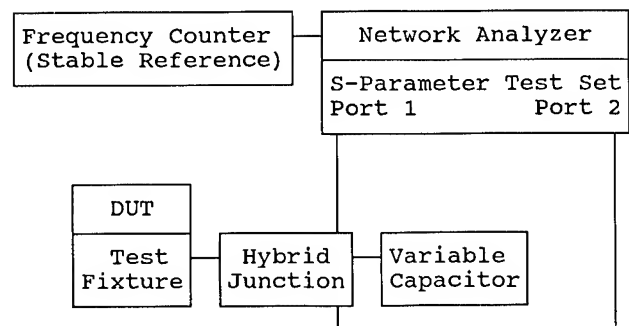 Frequency Counter
(Stable Reference)
Network Analyzer
S-Parameter Test Set
Port 1 Port 2
DUT
Test
Fixture
Hybrid
Junction
Variable
Capacitor